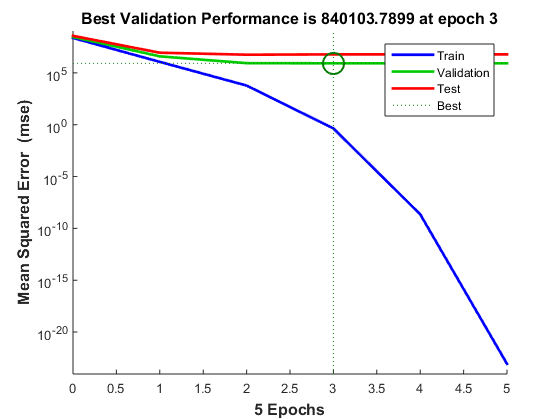 Best Validation Performance is 840103.7899 at epoch 3
Mean Squared Error (mse)
10^5
10^0
10^-5
10^-10
10^-15
10^-20
Train
Validation
Test
Best
0 0.5 1 1.5 2 2.5 3 3.5 4 4.5 5
5 Epochs